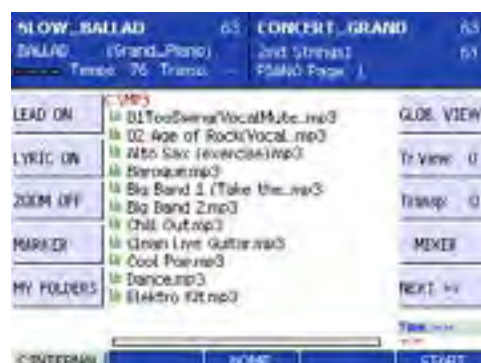 SLOW_BALLAD 63 CONCERT_GRAND 63
BALLAD (Grand_Piano) 2nd Strings1 63
Tempo 76 Transp. - PIANO Page 1
C:\MP3
LEAD ON
LYRIC ON
ZOOM OFF
MARKER
MY FOLDERS
01TooSwing(VocalMute.mp3
02 Age of Rock(Vocal.mp3
Alto Sax (exercise)mp3
Baroque.mp3
Big Band 1 (Take the...mp3
Big Band 2.mp3
Chill Out.mp3
Clean Live Guitar.mp3
Cool Pop.mp3
Dance.mp3
Elektro Kit.mp3
GLOB. VIEW
Tr View: 0
Transp: 0
MIXER
NEXT >>
Time
HOME
START